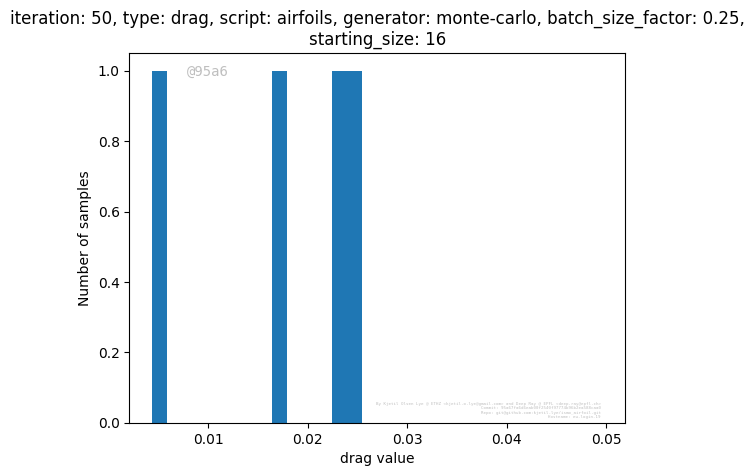 iteration: 50, type: drag, script: airfoils, generator: monte-carlo, batch_size_factor: 0.25,
starting_size: 16
@95a6
1.0
0.8
0.6
0.4
0.2
0.0
Number of samples
0.01
0.02
0.03
0.04
0.05
drag value